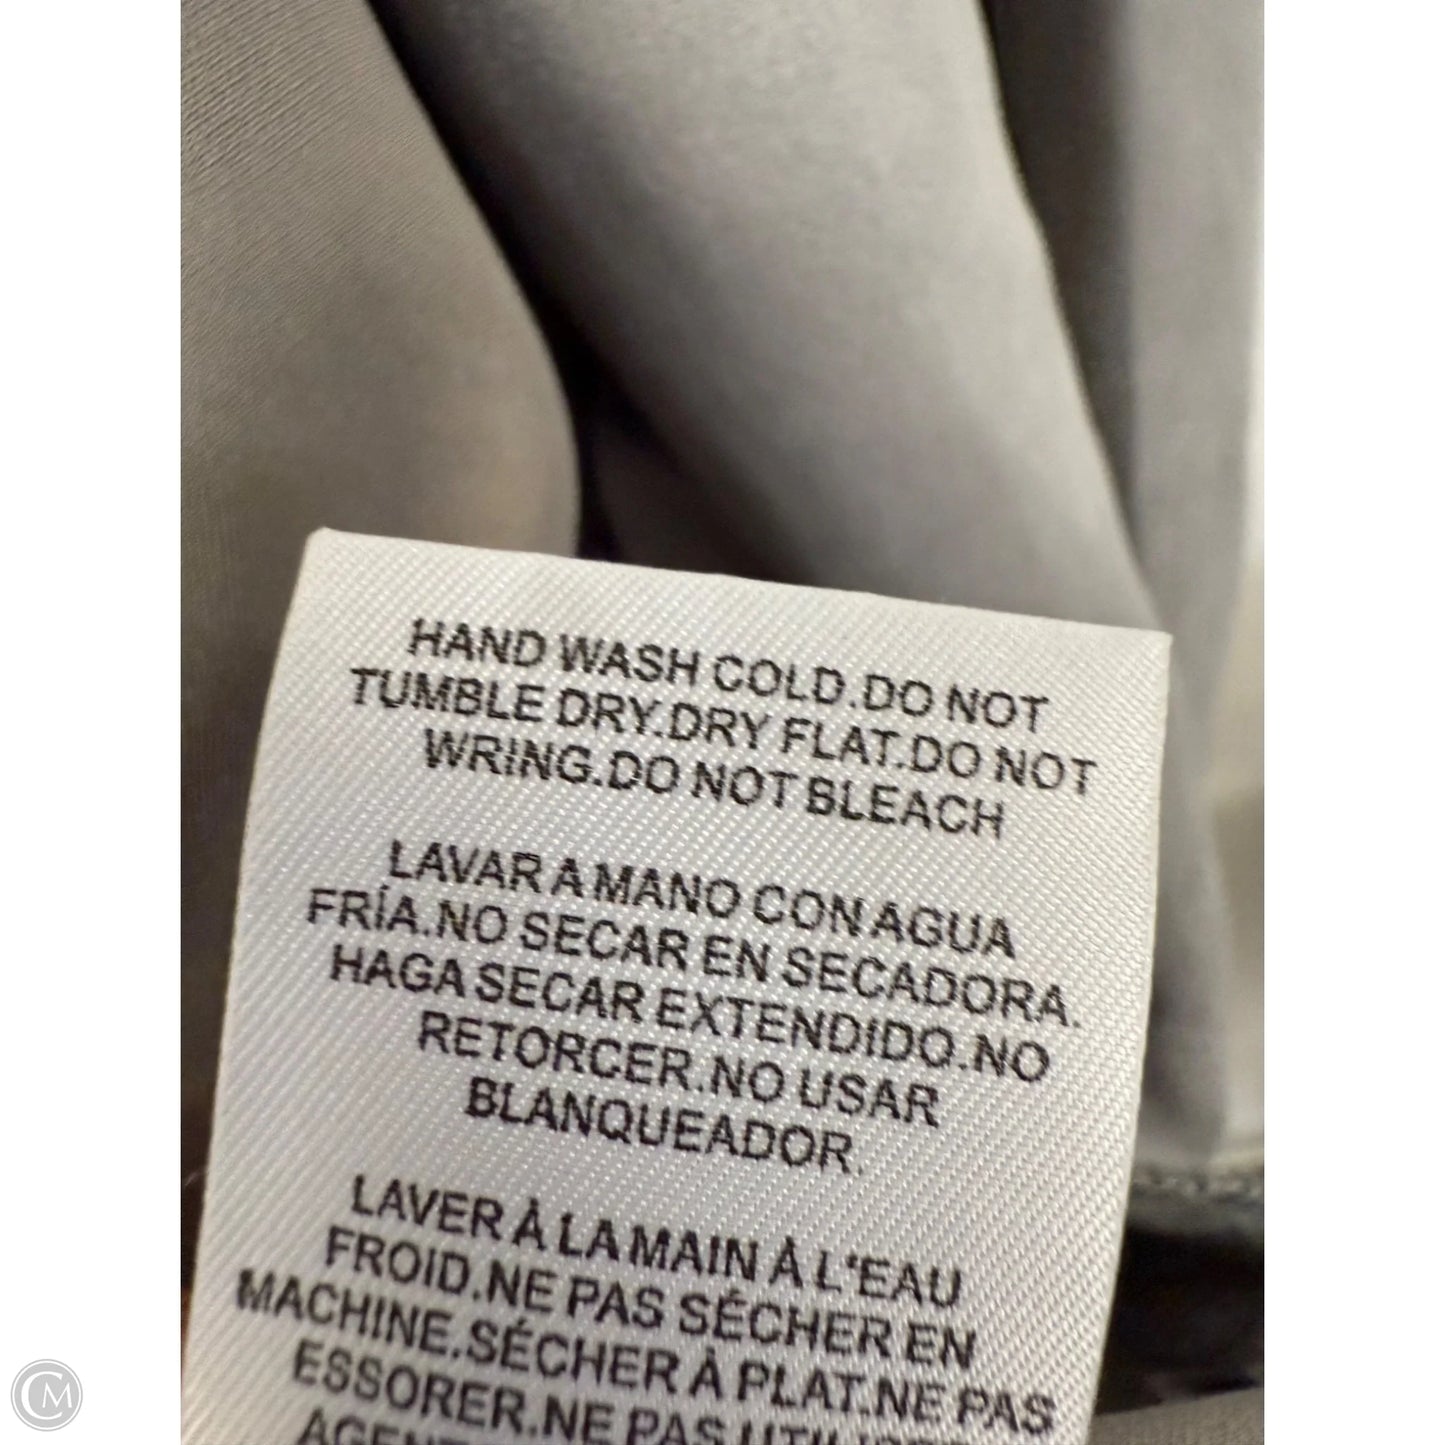 HAND WASH COLD.DO NOT
TUMBLE DRY.DRY FLAT.DO NOT
WRING.DO NOT BLEACH
LAVAR A MANO CON AGUA
FRÍA.NO SECAR EN SECADORA.
HAGA SECAR EXTENDIDO.NO
RETORCER.NO USAR
BLANQUEADOR.
LAVER À LA MAIN À L'EAU
FROID.NE PAS SÉCHER EN
MACHINE.SÉCHER À PLAT.NE PAS
ESSORER.NE PAS
CM